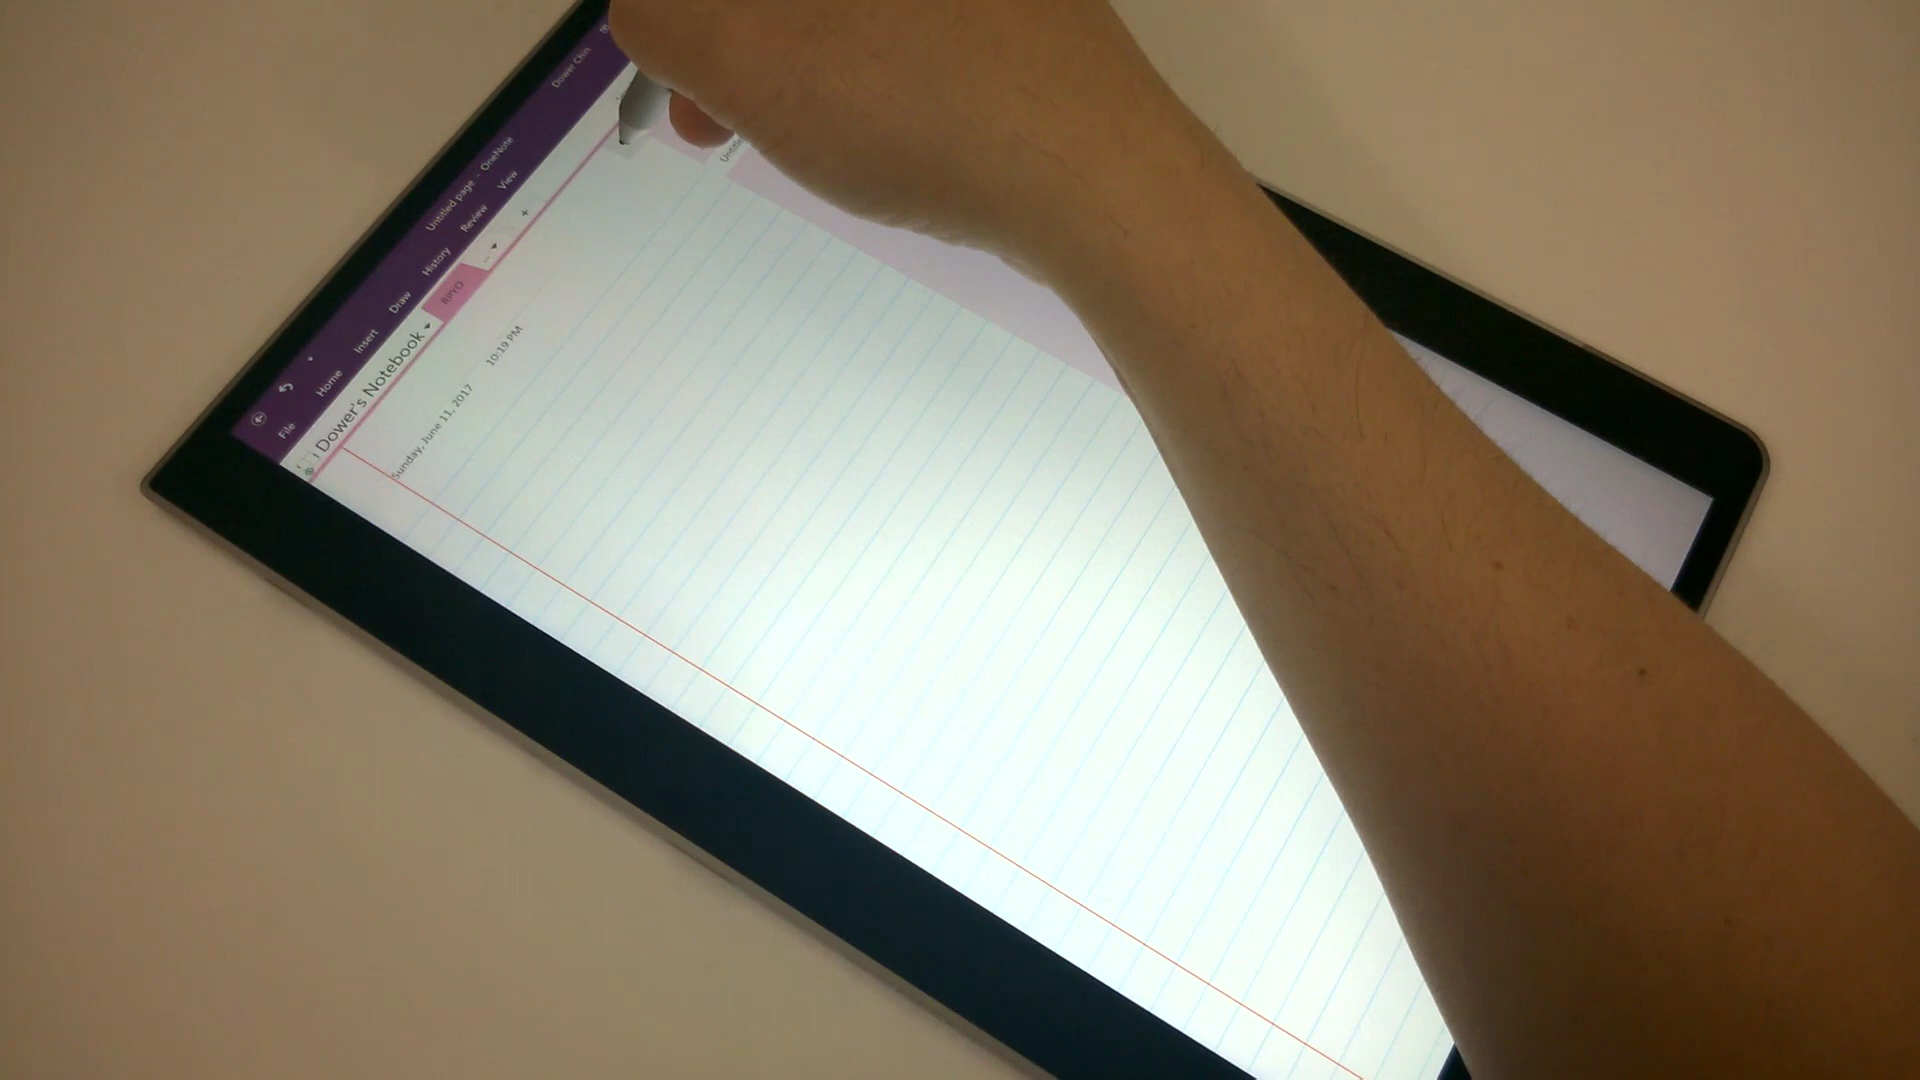 Untitled page - OneNote
Dower Chin
File Home Insert Draw History Review View
Dower's Notebook
RPYO
+
Sunday, June 11, 2017 10:19 PM